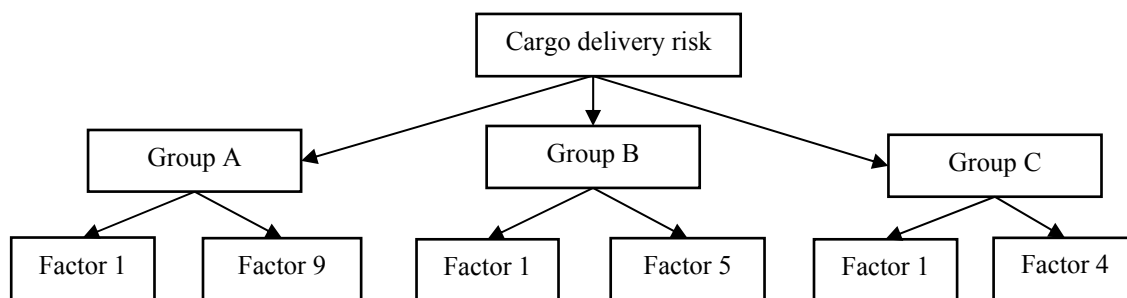 Cargo delivery risk
Group A
Group B
Group C
Factor 1
Factor 9
Factor 1
Factor 5
Factor 1
Factor 4